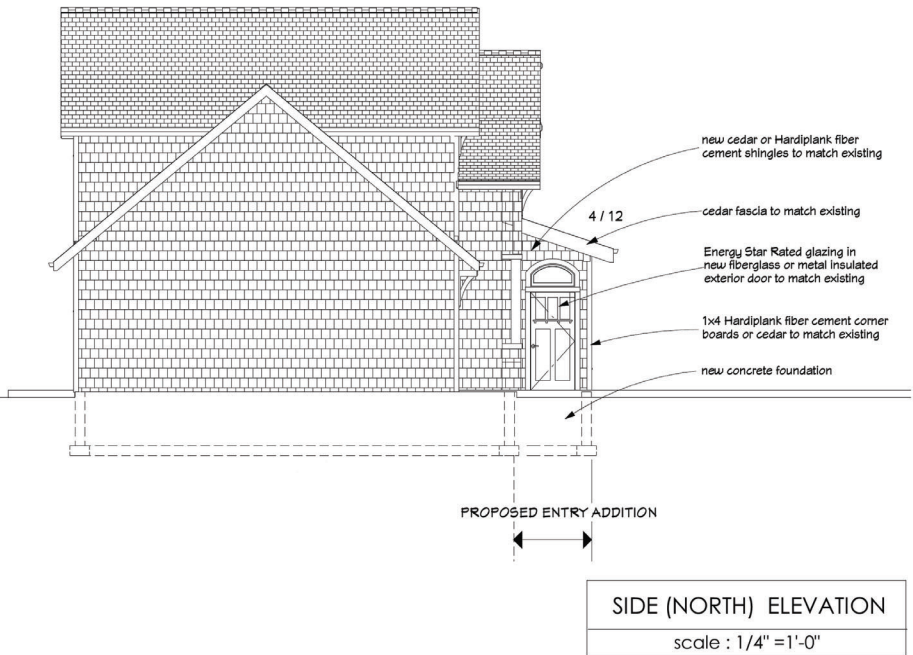 new cedar or Hardiplank fiber
cement shingles to match existing
4 / 12
cedar fascia to match existing
Energy Star Rated glazing in
new fiberglass or metal insulated
exterior door to match existing
1x4 Hardiplank fiber cement corner
boards or cedar to match existing
new concrete foundation
PROPOSED ENTRY ADDITION
SIDE (NORTH) ELEVATION
scale : 1/4" =1'-0"